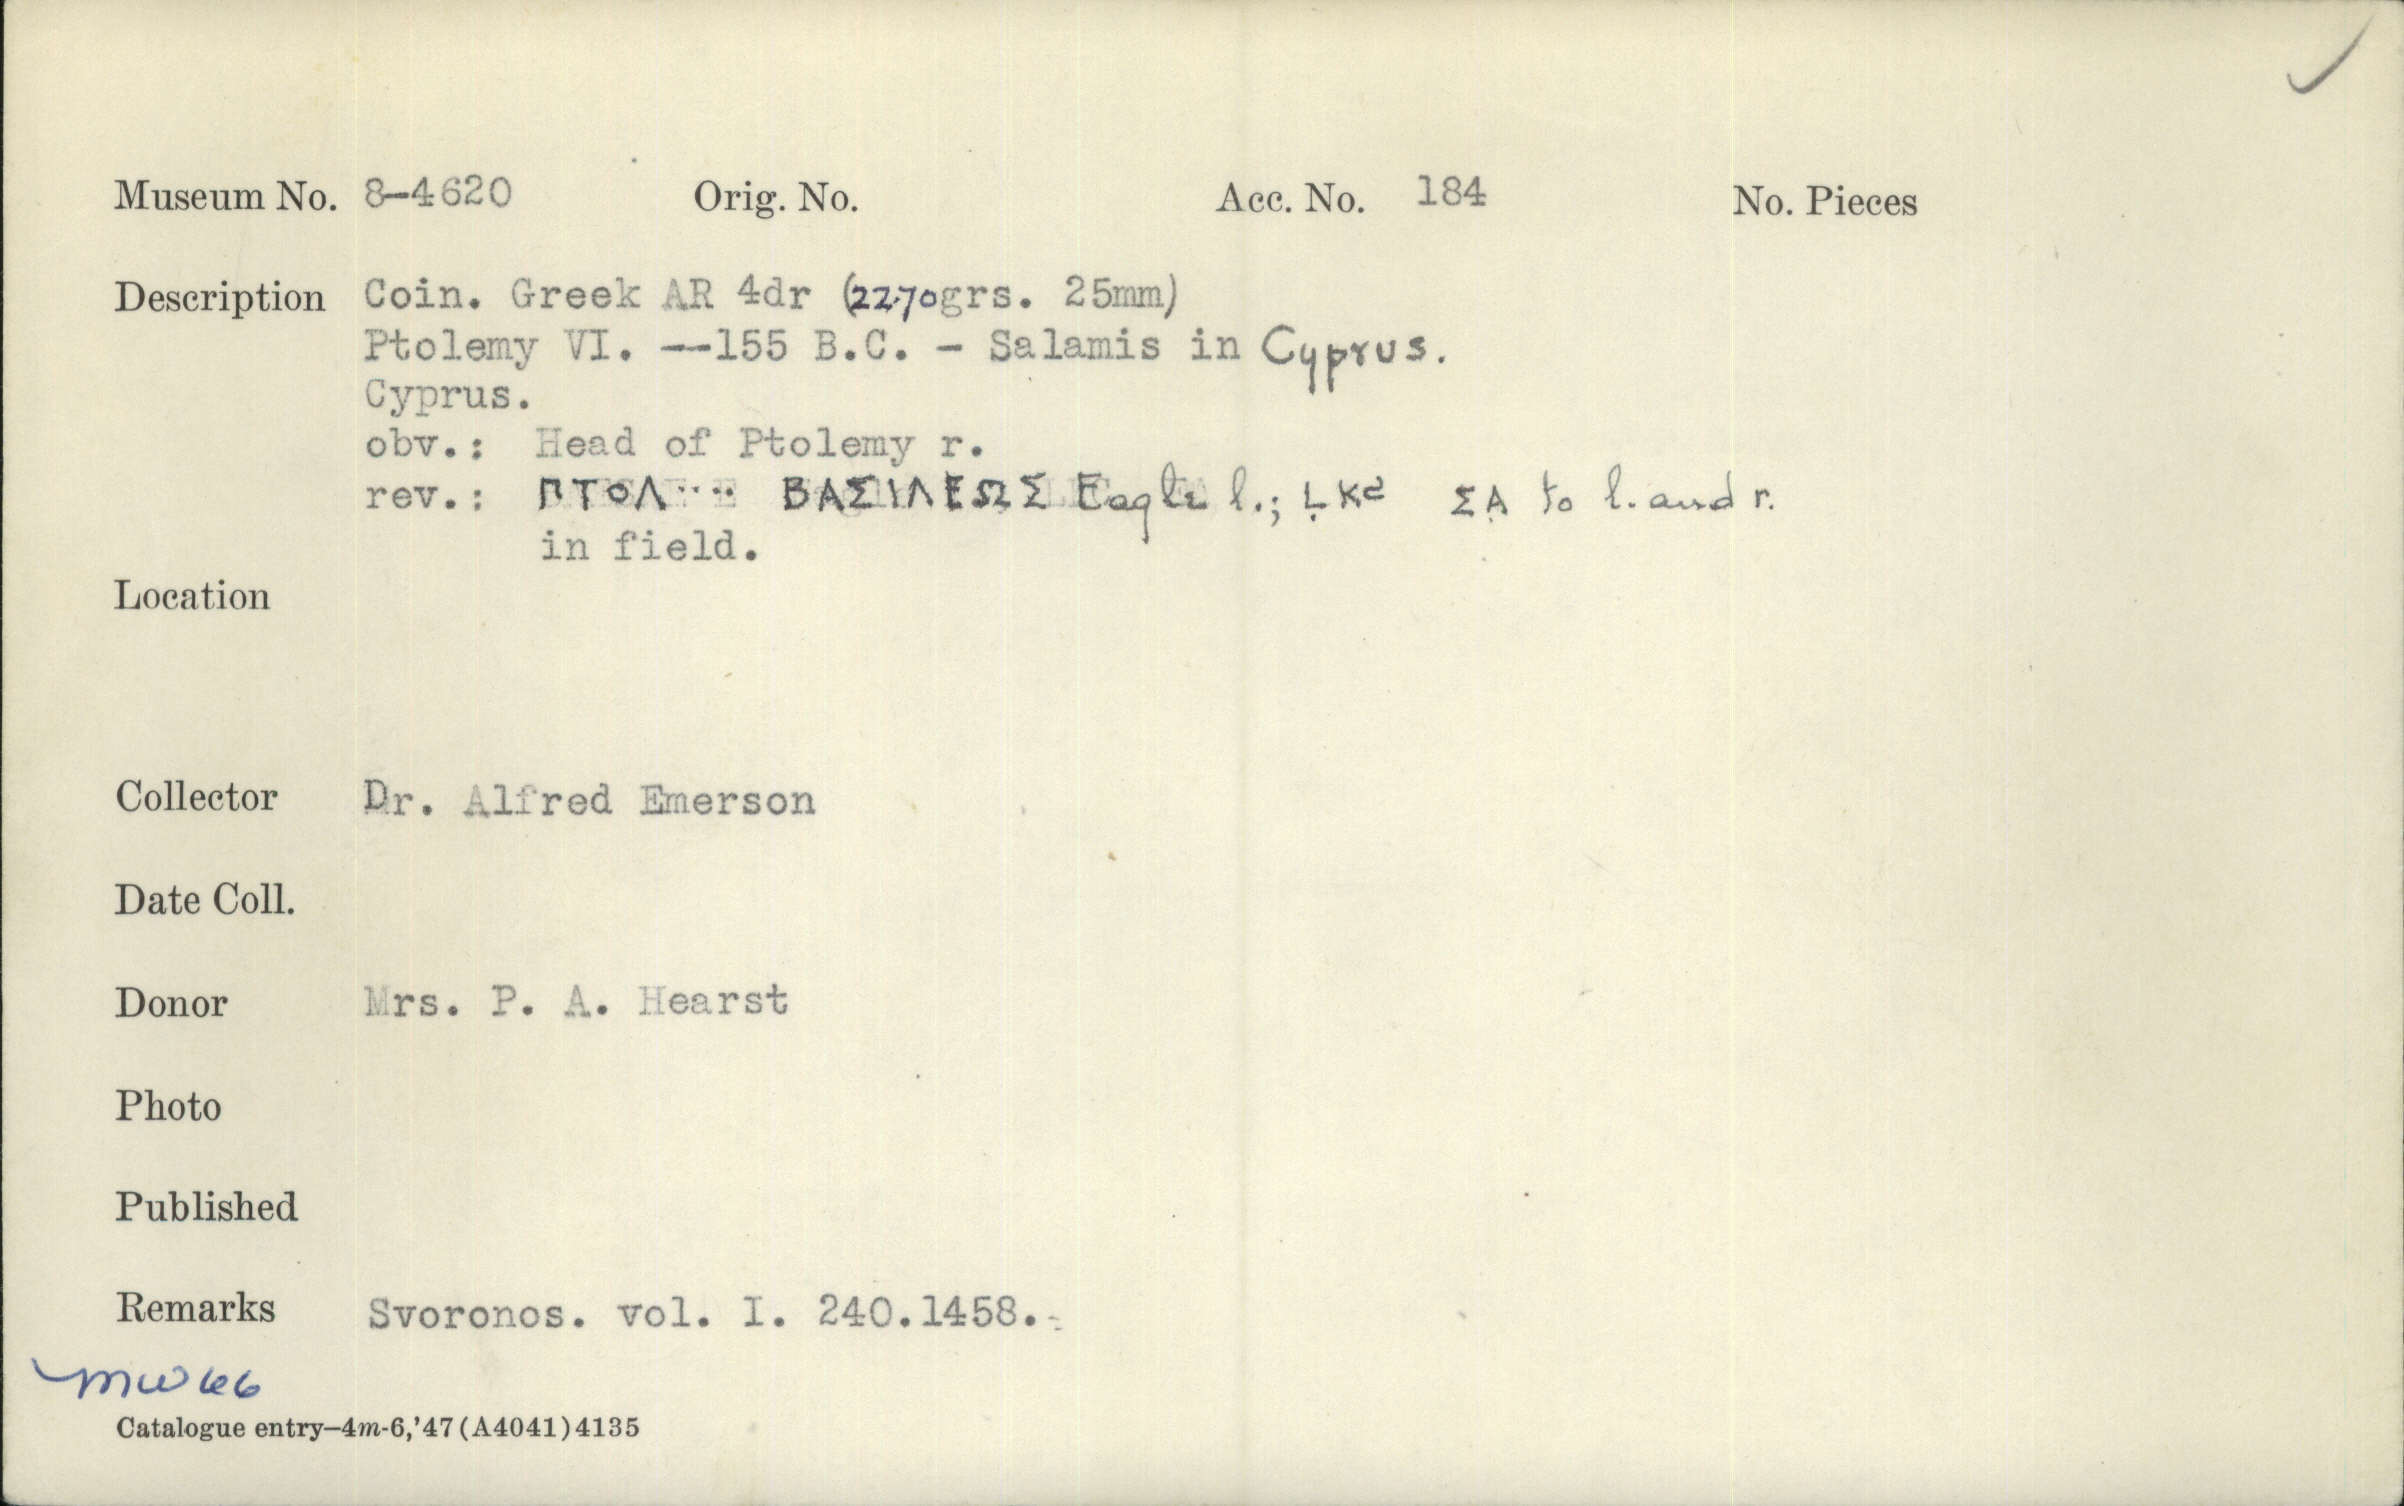 Museum No. 8-4620 Orig. No. Acc. No. 184 No. Pieces
Description Coin. Greek AR 4dr (22.70grs. 25mm)
Ptolemy VI. --155 B.C. - Salamis in Cyprus.
Cyprus.
obv.: Head of Ptolemy r.
rev.: ΠΤΟΛ···· ΒΑΣΙΛΕΩΣ Eagle l.; ΣΑ to l. and r.
in field.
Location
Collector Dr. Alfred Emerson
Date Coll.
Donor Mrs. P. A. Hearst
Photo
Published
Remarks Svoronos. vol. I. 240.1458.
MW66
Catalogue entry–4m-6,'47(A4041)4135